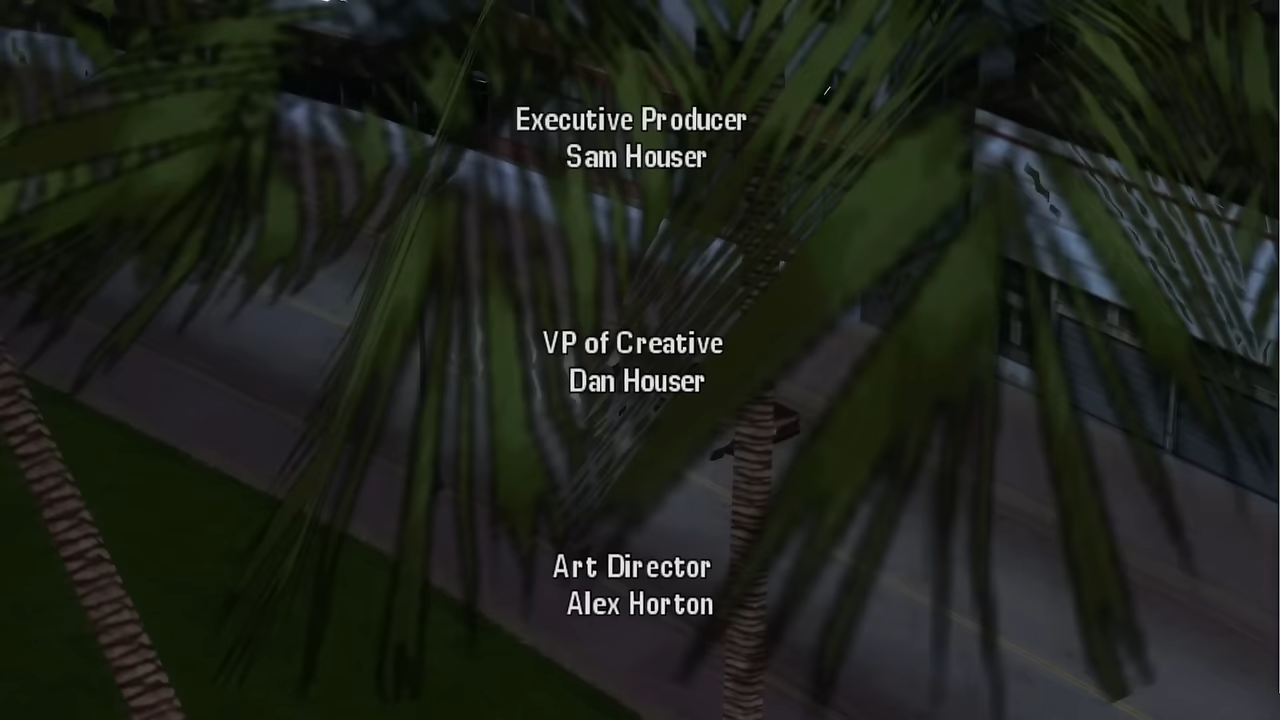 Executive Producer
Sam Houser
VP of Creative
Dan Houser
Art Director
Alex Horton